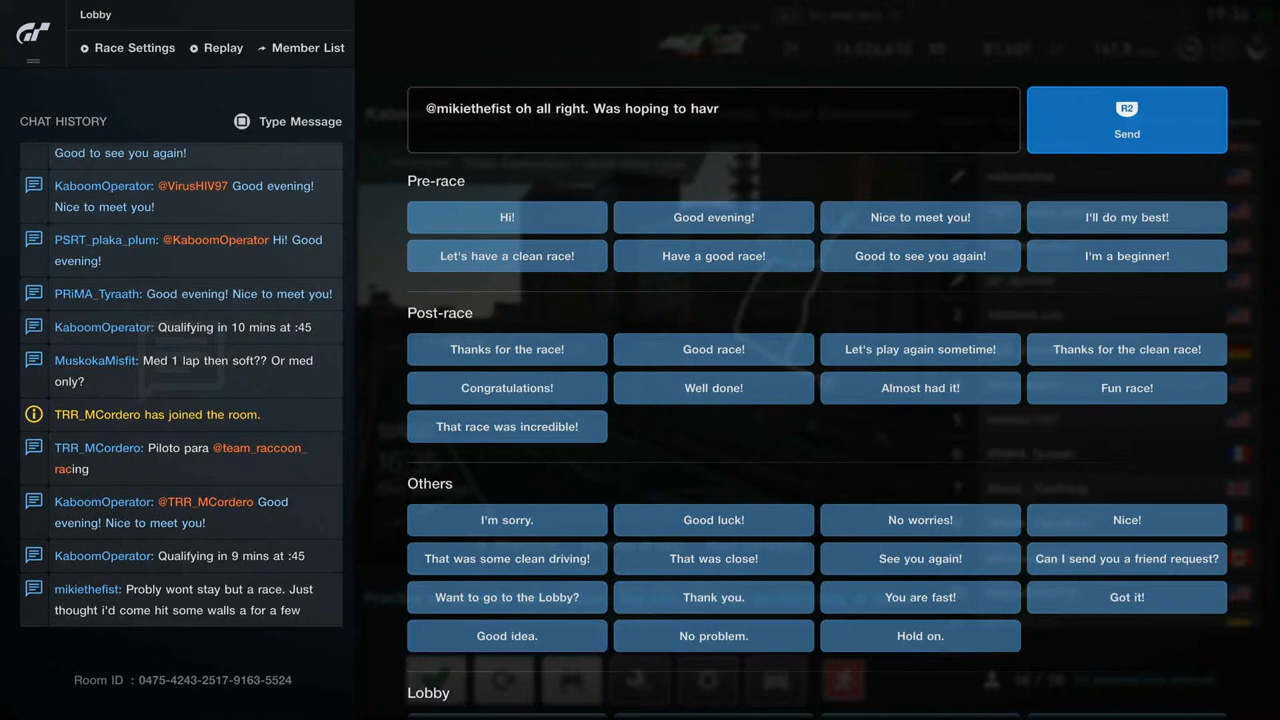 Lobby
Race Settings
Replay
Member List
CHAT HISTORY
Type Message
Good to see you again!
KaboomOperator: @VirusHIV97 Good evening!
Nice to meet you!
PSRT_plaka_plum: @KaboomOperator Hi! Good
evening!
PRiMA_Tyraath: Good evening! Nice to meet you!
KaboomOperator: Qualifying in 10 mins at :45
MuskokaMisfit: Med 1 lap then soft?? Or med
only?
TRR_MCordero has joined the room.
TRR_MCordero: Piloto para @team_raccoon_
racing
KaboomOperator: @TRR_MCordero Good
evening! Nice to meet you!
KaboomOperator: Qualifying in 9 mins at :45
mikiethefist: Probly wont stay but a race. Just
thought i'd come hit some walls a for a few
Room ID : 0475-4243-2517-9163-5524
@mikiethefist oh all right. Was hoping to havr
R2
Send
Pre-race
Hi!
Good evening!
Nice to meet you!
I'll do my best!
Let's have a clean race!
Have a good race!
Good to see you again!
I'm a beginner!
Post-race
Thanks for the race!
Good race!
Let's play again sometime!
Thanks for the clean race!
Congratulations!
Well done!
Almost had it!
Fun race!
That race was incredible!
Others
I'm sorry.
Good luck!
No worries!
Nice!
That was some clean driving!
That was close!
See you again!
Can I send you a friend request?
Want to go to the Lobby?
Thank you.
You are fast!
Got it!
Good idea.
No problem.
Hold on.
Lobby